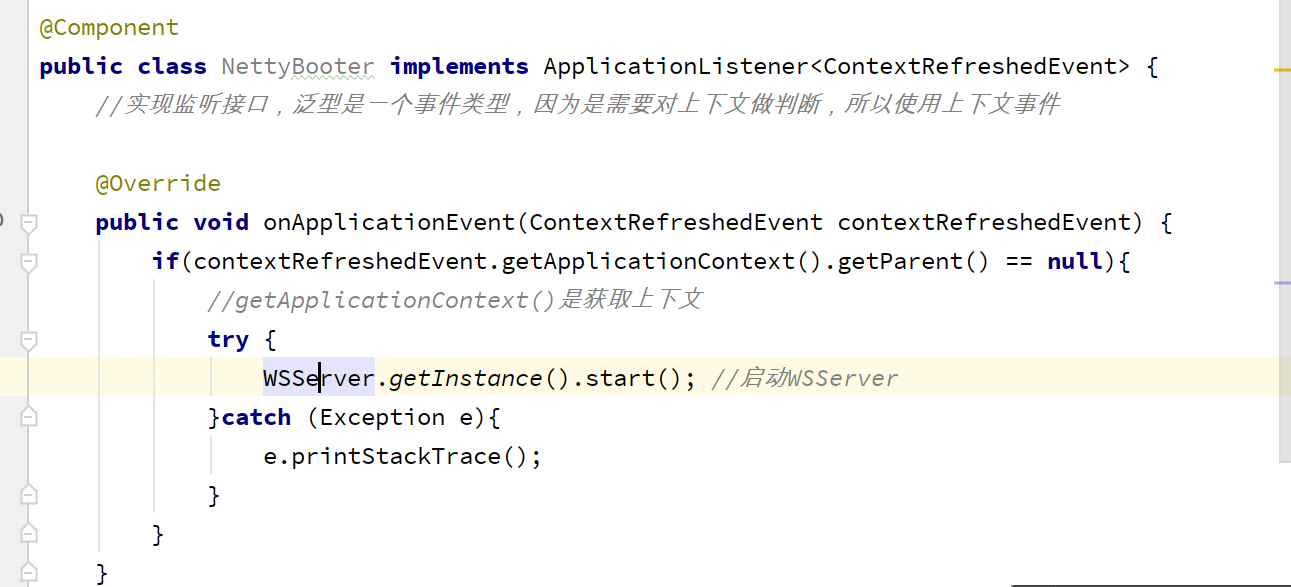 @Component
public class NettyBooter implements ApplicationListener<ContextRefreshedEvent> {
//实现监听接口，泛型是一个事件类型，因为是需要对上下文做判断，所以使用上下文事件
@Override
public void onApplicationEvent(ContextRefreshedEvent contextRefreshedEvent) {
if(contextRefreshedEvent.getApplicationContext().getParent() == null){
//getApplicationContext()是获取上下文
try {
WSServer.getInstance().start(); //启动WSServer
}catch (Exception e){
e.printStackTrace();
}
}
}